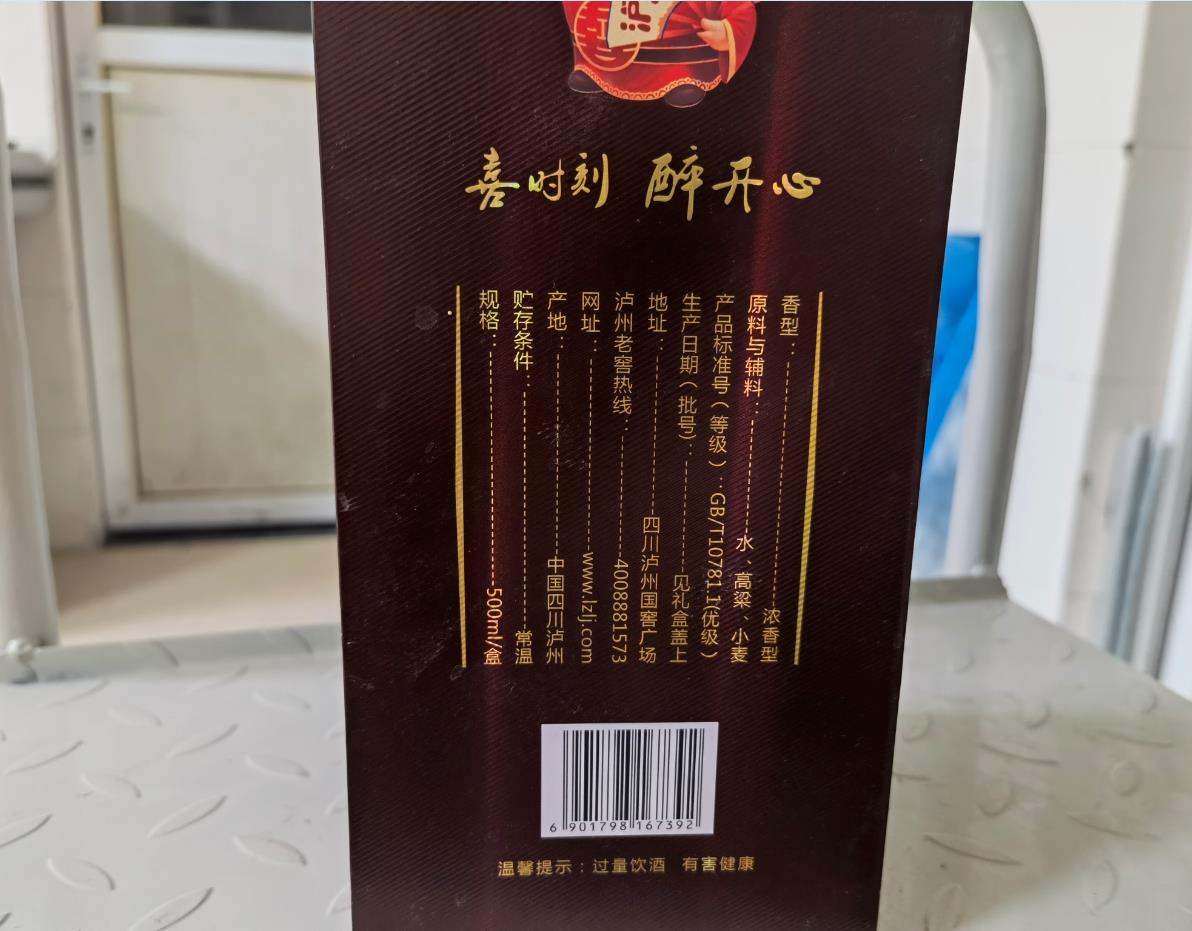 喜时刻 醉开心
香型：浓香型
原料与辅料：水、高粱、小麦
产品标准号（等级）：GB/T10781.1(优级)
生产日期（批号）：见礼盒盖上
地址：四川泸州国窖广场
泸州老窖热线：4008881573
网址：www.lzlj.com
产地：中国四川泸州
贮存条件：常温
规格：500ml/盒
6 901798 167392
温馨提示：过量饮酒 有害健康